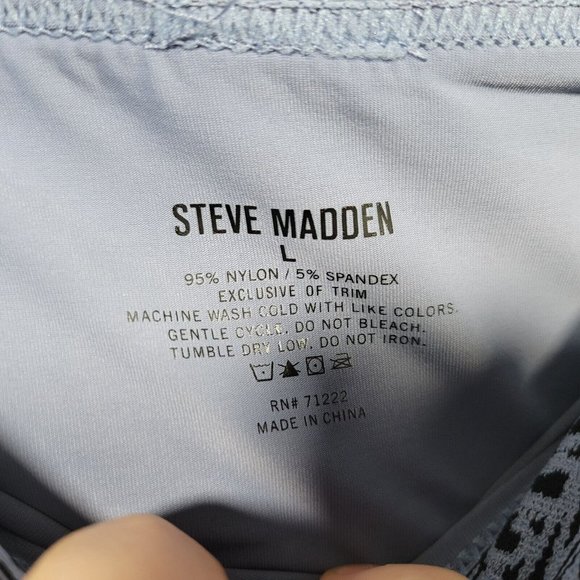 STEVE MADDEN
L
95% NYLON / 5% SPANDEX
EXCLUSIVE OF TRIM
MACHINE WASH COLD WITH LIKE COLORS.
GENTLE CYCLE. DO NOT BLEACH.
TUMBLE DRY LOW. DO NOT IRON.
RN# 71222
MADE IN CHINA